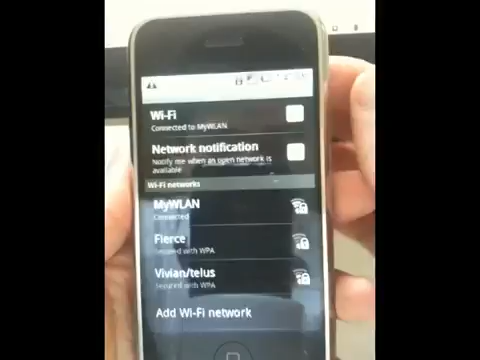 Wi-Fi
Connected to MyWLAN
Network notification
Notify me when an open network is
available
Wi-Fi networks
MyWLAN
Connected
Fierce
Secured with WPA
Vivian/telus
Secured with WPA
Add Wi-Fi network